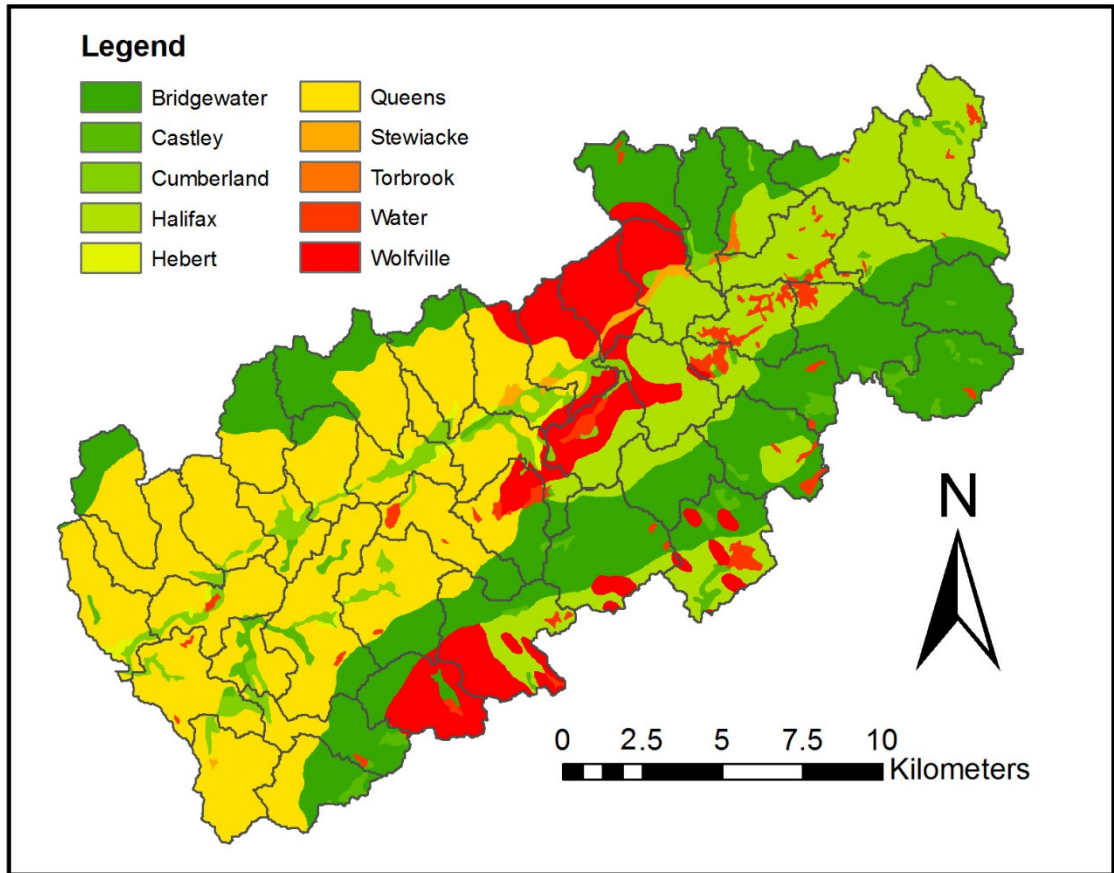 Legend
Bridgewater
Castley
Cumberland
Halifax
Hebert
Queens
Stewiacke
Torbrook
Water
Wolfville
N
0 2.5 5 7.5 10
Kilometers